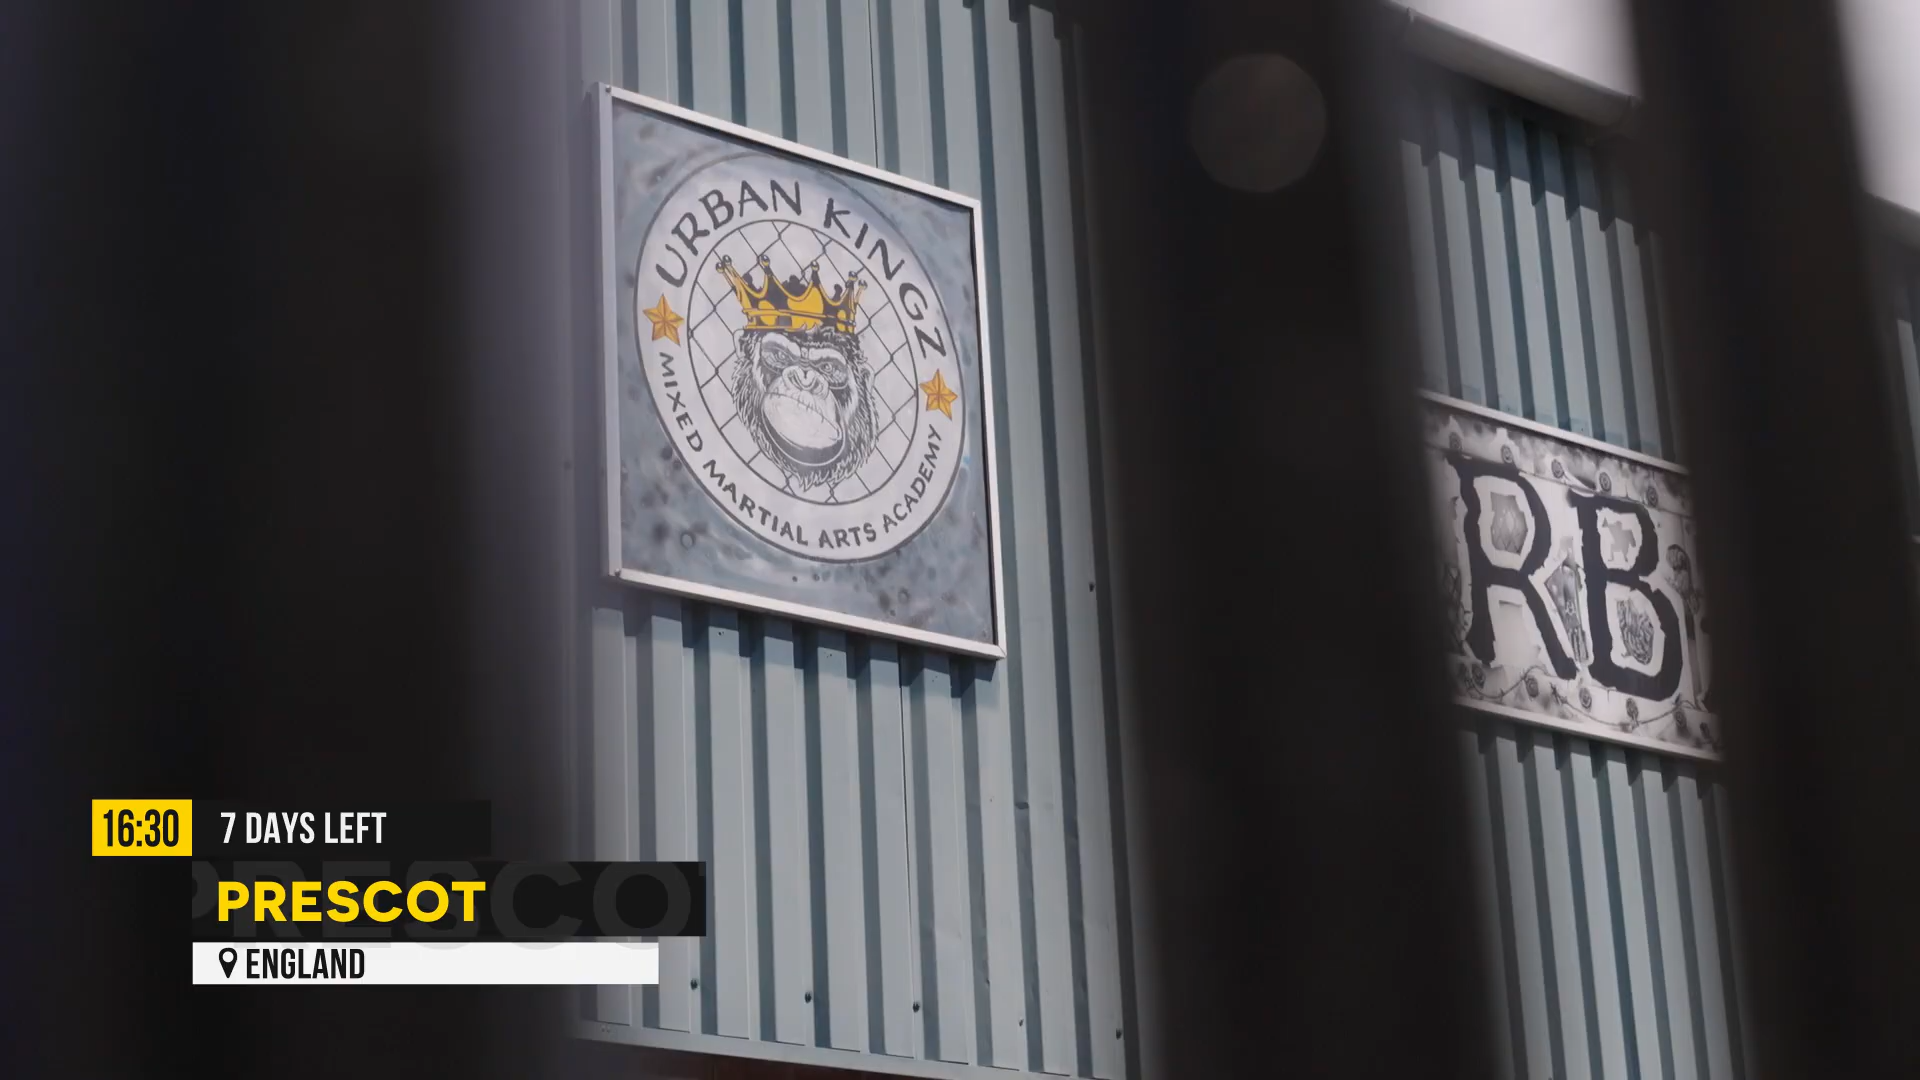 URBAN KINGZ
MIXED MARTIAL ARTS ACADEMY
RB
16:30
7 DAYS LEFT
PRESCOT
ENGLAND